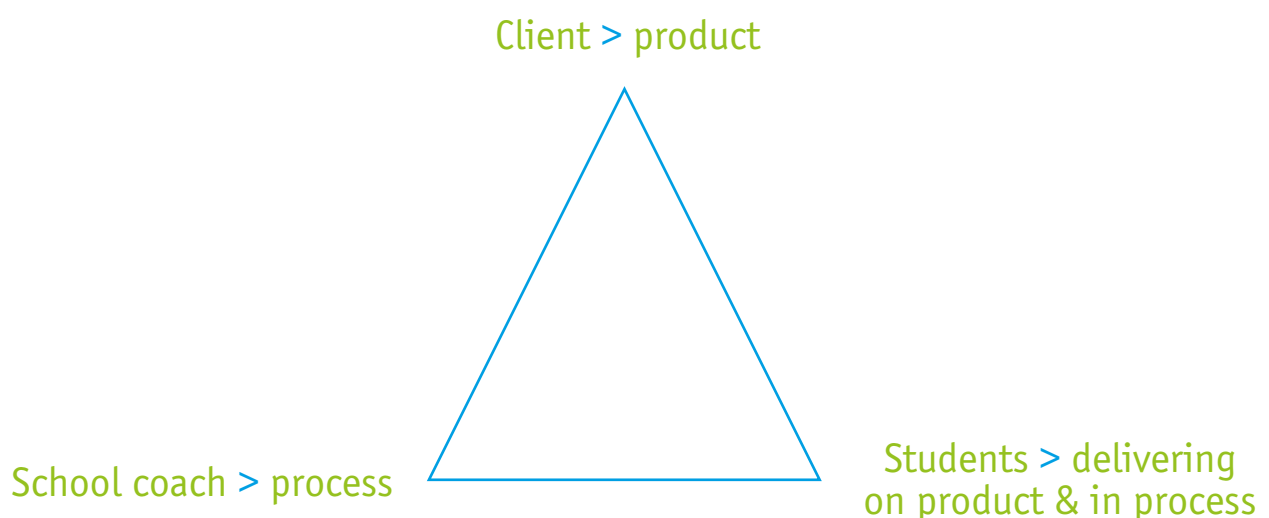 Client > product
School coach > process
Students > delivering
on product & in process